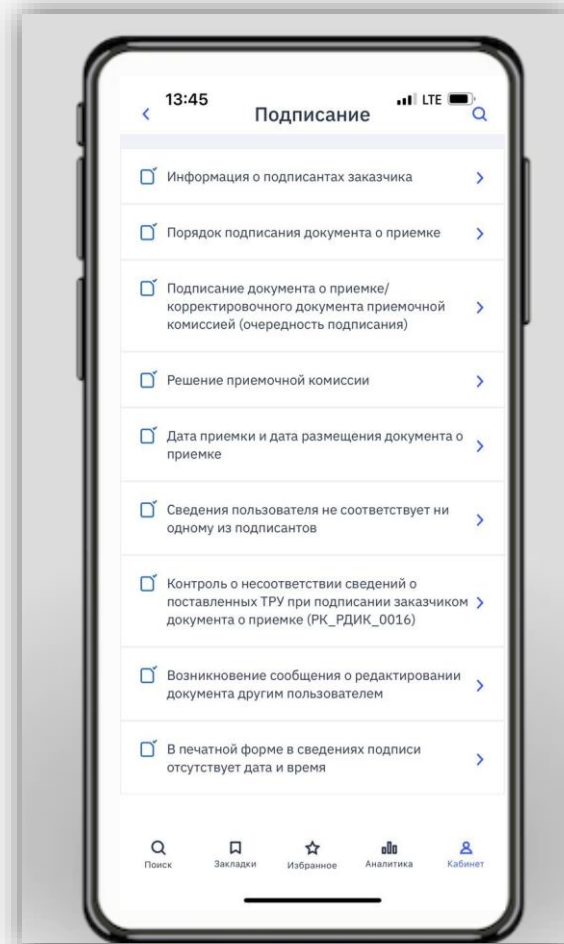 13:45
LTE
Подписание
Информация о подписантах заказчика
Порядок подписания документа о приемке
Подписание документа о приемке/
корректировочного документа приемочной
комиссией (очередность подписания)
Решение приемочной комиссии
Дата приемки и дата размещения документа о
приемке
Сведения пользователя не соответствует ни
одному из подписантов
Контроль о несоответствии сведений о
поставленных ТРУ при подписании заказчиком
документа о приемке (РК_РДИК_0016)
Возникновение сообщения о редактировании
документа другим пользователем
В печатной форме в сведениях подписи
отсутствует дата и время
Поиск
Закладки
Избранное
Аналитика
Кабинет